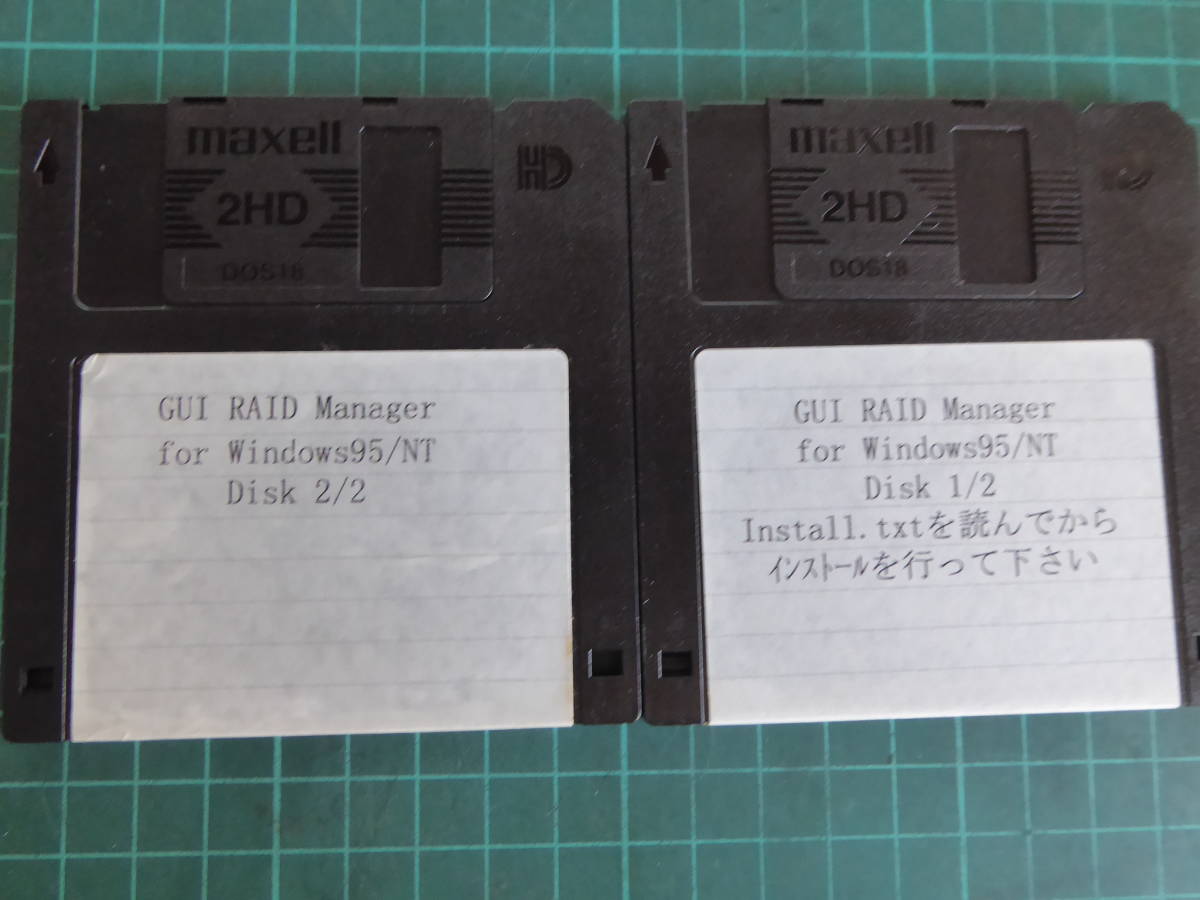 maxell
2HD
DOS18
HD
GUI RAID Manager
for Windows95/NT
Disk 2/2
maxell
2HD
DOS18
HD
GUI RAID Manager
for Windows95/NT
Disk 1/2
Install.txtを読んでから
ｲﾝｽﾄｰﾙを行って下さい